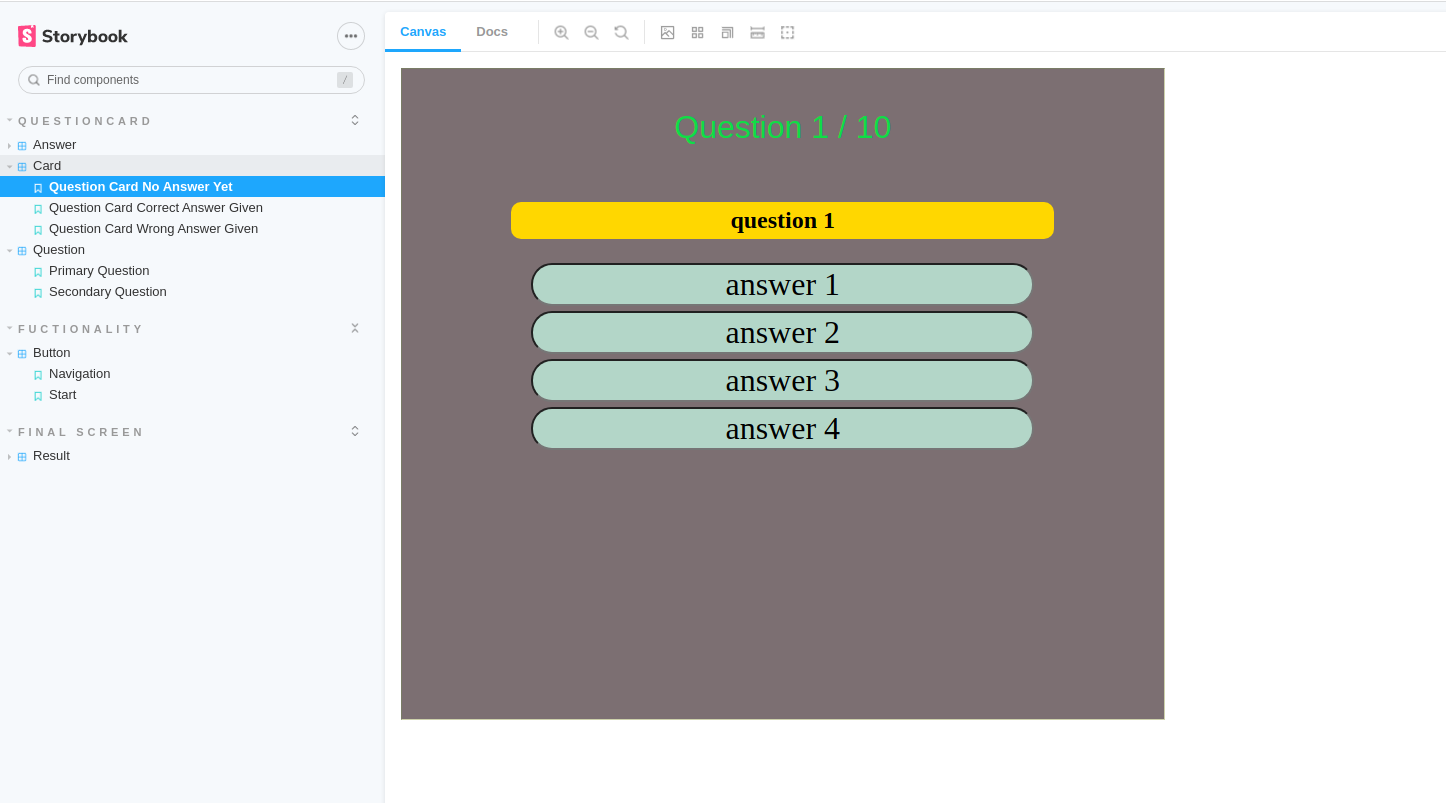 Storybook
Find components
/
QUESTIONCARD
Answer
Card
Question Card No Answer Yet
Question Card Correct Answer Given
Question Card Wrong Answer Given
Question
Primary Question
Secondary Question
FUCTIONALITY
Button
Navigation
Start
FINAL SCREEN
Result
Canvas
Docs
Question 1 / 10
question 1
answer 1
answer 2
answer 3
answer 4